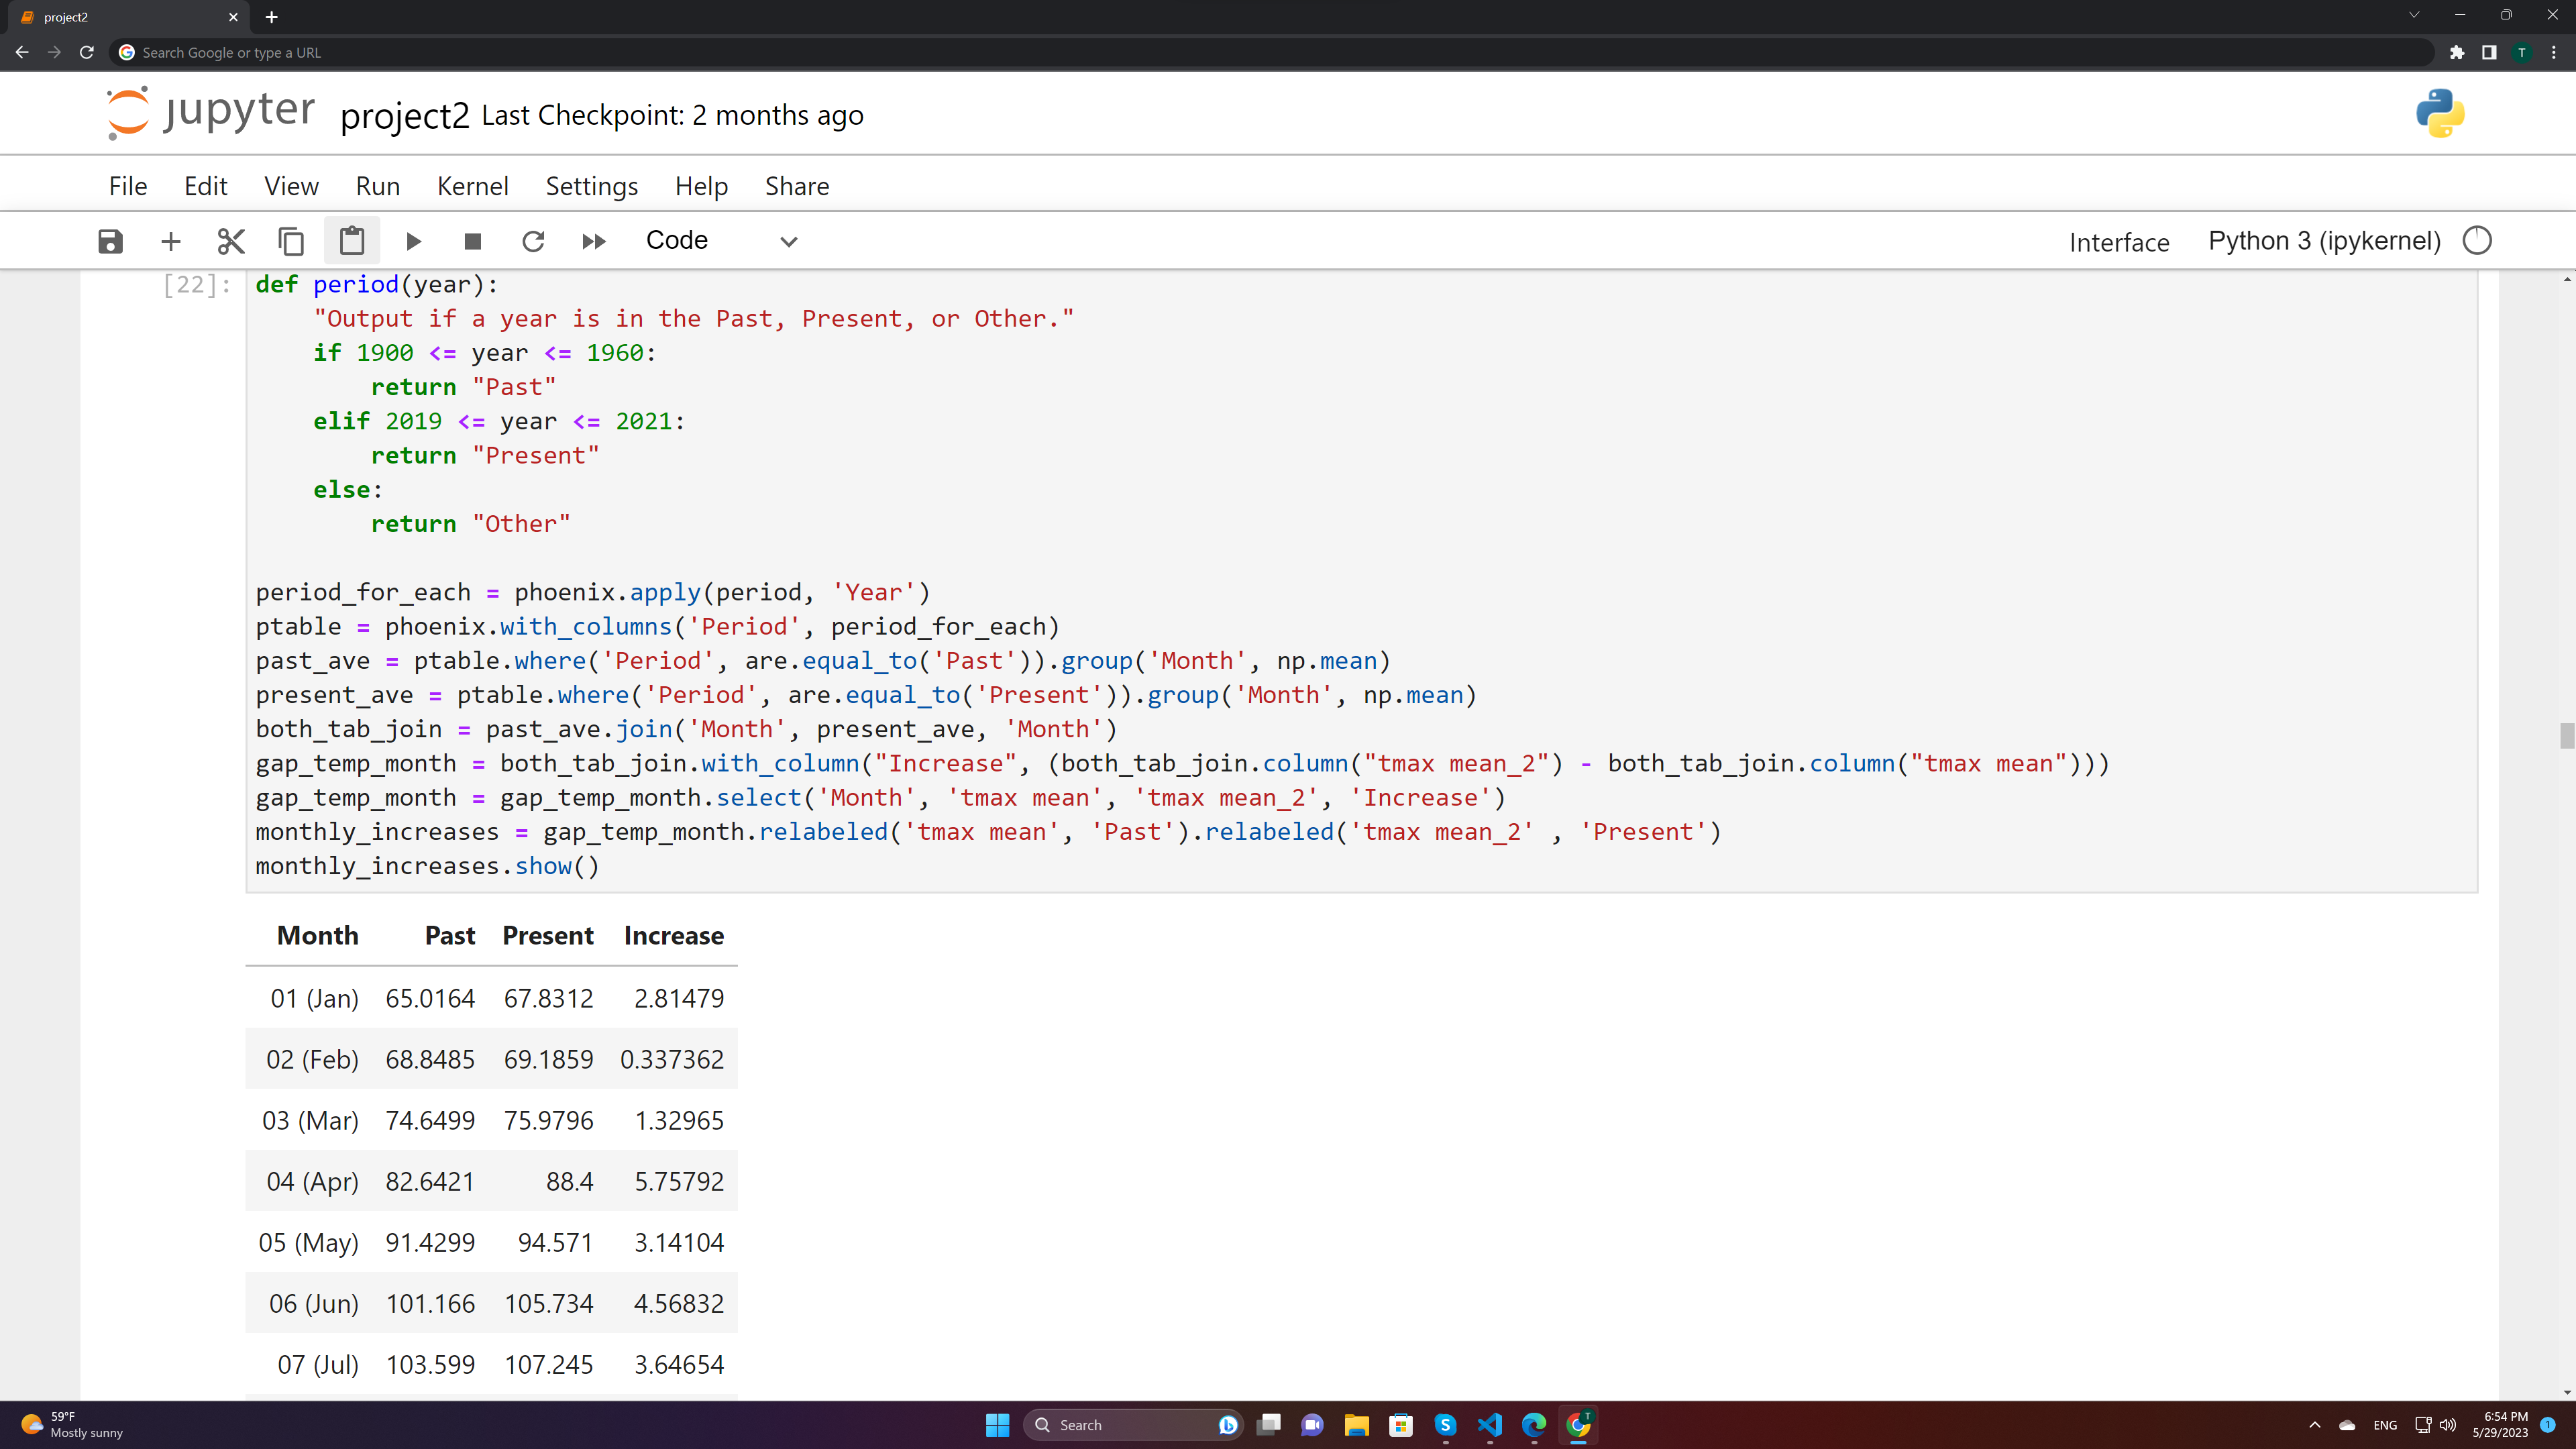 project2
Search Google or type a URL
T
jupyter project2 Last Checkpoint: 2 months ago
File Edit View Run Kernel Settings Help Share
Code Interface Python 3 (ipykernel)
[22]: def period(year):
    "Output if a year is in the Past, Present, or Other."
    if 1900 <= year <= 1960:
        return "Past"
    elif 2019 <= year <= 2021:
        return "Present"
    else:
        return "Other"
period_for_each = phoenix.apply(period, 'Year')
ptable = phoenix.with_columns('Period', period_for_each)
past_ave = ptable.where('Period', are.equal_to('Past')).group('Month', np.mean)
present_ave = ptable.where('Period', are.equal_to('Present')).group('Month', np.mean)
both_tab_join = past_ave.join('Month', present_ave, 'Month')
gap_temp_month = both_tab_join.with_column("Increase", (both_tab_join.column("tmax mean_2") - both_tab_join.column("tmax mean")))
gap_temp_month = gap_temp_month.select('Month', 'tmax mean', 'tmax mean_2', 'Increase')
monthly_increases = gap_temp_month.relabeled('tmax mean', 'Past').relabeled('tmax mean_2' , 'Present')
monthly_increases.show()
Month Past Present Increase
01 (Jan) 65.0164 67.8312 2.81479
02 (Feb) 68.8485 69.1859 0.337362
03 (Mar) 74.6499 75.9796 1.32965
04 (Apr) 82.6421 88.4 5.75792
05 (May) 91.4299 94.571 3.14104
06 (Jun) 101.166 105.734 4.56832
07 (Jul) 103.599 107.245 3.64654
59°F
Mostly sunny
Search
ENG
6:54 PM
5/29/2023
1